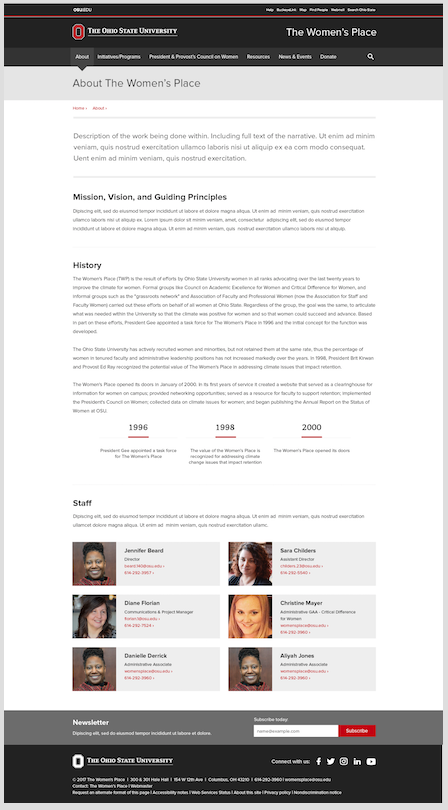 OSU.EDU
Help BuckeyeLink Map Find People Webmail Search Ohio State
THE OHIO STATE UNIVERSITY
The Women's Place
About Initiatives/Programs President & Provost's Council on Women Resources News & Events Donate
About The Women's Place
Home › About ›
Description of the work being done within. Including full text of the narrative. Ut enim ad minim
veniam, quis nostrud exercitation ullamco laboris nisi ut aliquip ex ea com modo consequat.
Uent enim ad minim veniam, quis nostrud exercitation.
Mission, Vision, and Guiding Principles
Dipiscing elit, sed do eiusmod tempor incididunt ut labore et dolore magna aliqua. Ut enim ad minim veniam, quis nostrud exercitation
ullamco laboris nisi ut aliquip ex. Lorem ipsum dolor sit amet, consectetur adipiscing elit, sed do eiusmod tempor
incididunt ut labore et dolore magna aliqua. Ut enim ad minim veniam, quis nostrud exercitation ullamco laboris nisi ut aliquip.
History
The Women's Place (TWP) is the result of efforts by Ohio State University women in all ranks advocating over the last twenty years to
improve the climate for women. Formal groups like Council on Academic Excellence for Women and Critical Difference for Women, and
informal groups such as the "grassroots network" and Association of Faculty and Professional Women (now the Association for Staff and
Faculty Women) carried out these efforts on behalf of all women at Ohio State. Regardless of the group, the goal was the same, to articulate
what was needed within the University so that the climate was positive for women and so that women could succeed and advance. Based
in part on these efforts, President Gee appointed a task force for The Women's Place in 1996 and the initial concept for the function was
developed.
The Ohio State University has actively recruited women and minorities, but not retained them at the same rate, thus the percentage of
women in tenured faculty and administrative leadership positions has not increased markedly over the years. In 1998, President Brit Kirwan
and Provost Ed Ray recognized the potential value of The Women's Place in addressing climate issues that impact retention.
The Women's Place opened its doors in January of 2000. In its first years of service it created a website that served as a clearinghouse for
information for women on campus; provided networking opportunities; served as a resource for faculty to support retention; implemented
the President's Council on Women; collected data on climate issues for women; and began publishing the Annual Report on the Status of
Women at OSU.
1996 1998 2000
President Gee appointed a task force
for The Women's Place
The value of the Women's Place is
recognized for addressing climate
change issues that impact retention
The Women's Place opened its doors
Staff
Dipiscing elit, sed do eiusmod tempor incididunt ut labore et dolore magna aliqua. Ut enim ad minim veniam, quis nostrud exercitation
ullamcot dolore magna aliqua. Ut enim ad minim veniam, quis nostrud exercitation ullamc.
Jennifer Beard
Director
beard.140@osu.edu ›
614-292-3957 ›
Sara Childers
Assistant Director
childers.23@osu.edu ›
614-292-5940 ›
Diane Florian
Communications & Project Manager
florian.1@osu.edu ›
614-292-7524 ›
Christine Mayer
Administrative GAA - Critical Difference
for Women
womensplace@osu.edu ›
614-292-3960 ›
Danielle Derrick
Administrative Associate
womensplace@osu.edu ›
614-292-3960 ›
Aliyah Jones
Administrative Associate
womensplace@osu.edu ›
614-292-3960 ›
Newsletter
Dipiscing elit, sed do eiusmod tempor incididunt ut labore et dolore.
Subscribe today:
name@example.com
Subscribe
THE OHIO STATE UNIVERSITY
Connect with us:
© 2017 The Women's Place | 300 & 301 Hale Hall | 154 W 12th Ave | Columbus, OH 43210 | 614-292-3960 | womensplace@osu.edu
Contact: The Women's Place | Webmaster
Request an alternate format of this page | Accessibility notes | Web Services Status | About this site | Privacy policy | Nondiscrimination notice